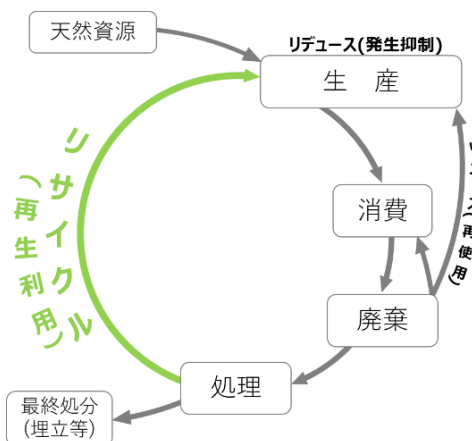 天然資源
リデュース(発生抑制)
生　産
消費
廃棄
(再使用)
処理
最終処分
(埋立等)
リサイクル
(再生利用)